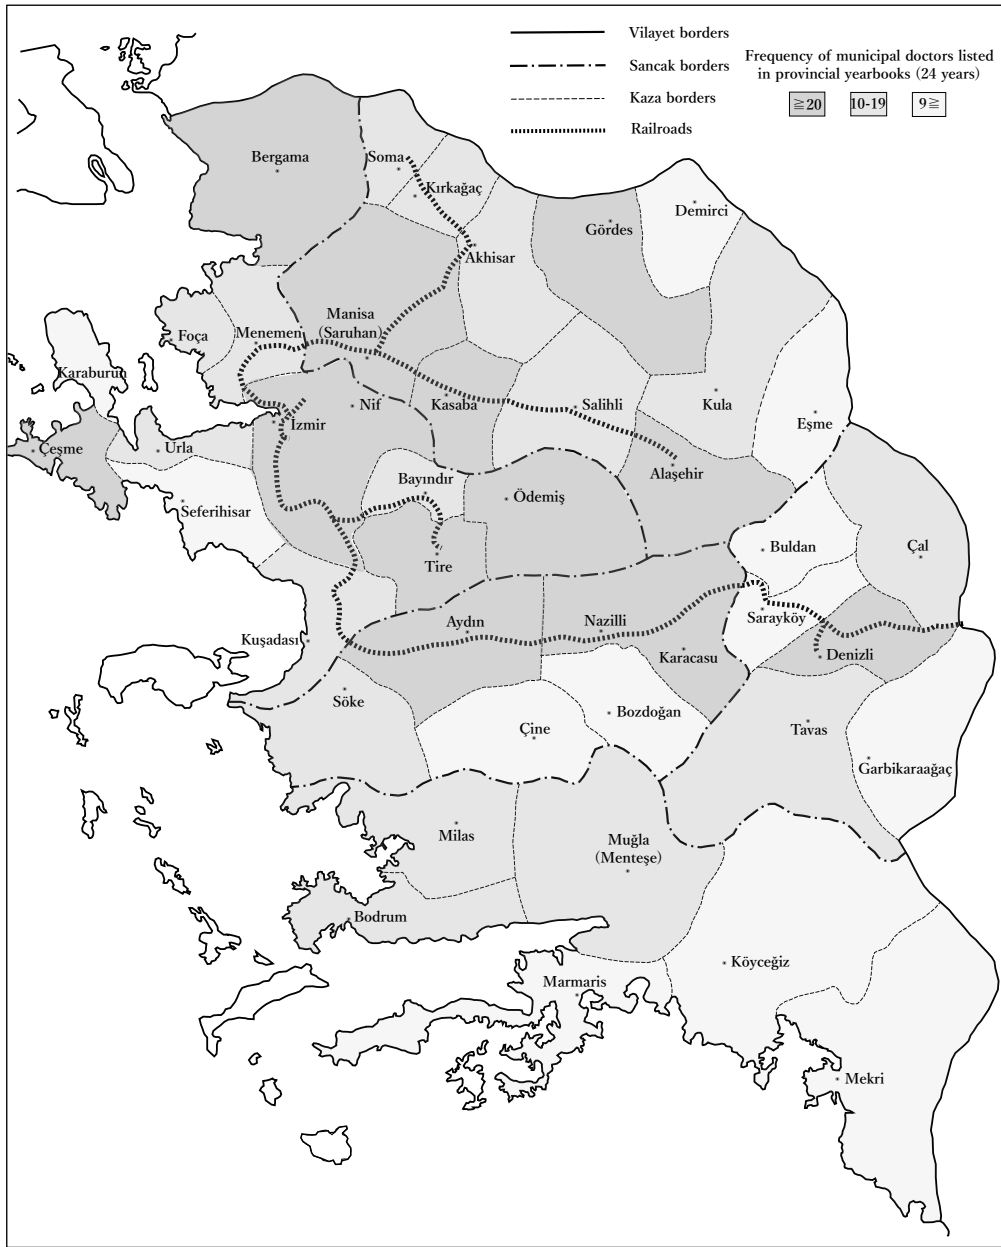 Vilayet borders
Sancak borders
Kaza borders
Railroads
Frequency of municipal doctors listed
in provincial yearbooks (24 years)
≧20
10-19
9≧
Bergama
Soma
Kırkağaç
Demirci
Gördes
Akhisar
Manisa
(Saruhan)
Foça
Menemen
Karaburun
Nif
Kasaba
Salihli
Kula
Eşme
İzmir
Çeşme
Urla
Alaşehir
Bayındır
Ödemiş
Seferihisar
Buldan
Çal
Tire
Aydın
Nazilli
Sarayköy
Kuşadası
Karacasu
Denizli
Söke
Bozdoğan
Çine
Tavas
Garbikaraağaç
Milas
Muğla
(Menteşe)
Bodrum
Köyceğiz
Marmaris
Mekri